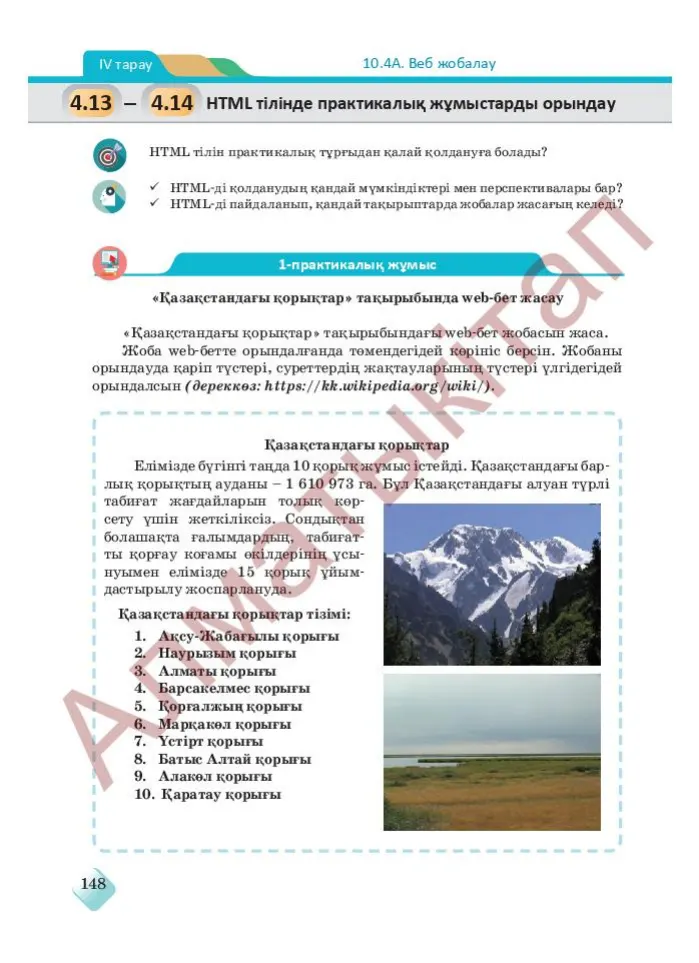 IV тарау
10.4А. Веб жобалау
4.13 – 4.14 HTML тілінде практикалық жұмыстарды орындау
HTML тілін практикалық тұрғыдан қалай қолдануға болады?
✓ HTML-ді қолданудың қандай мүмкіндіктері мен перспективалары бар?
✓ HTML-ді пайдаланып, қандай тақырыптарда жобалар жасағың келеді?
1-практикалық жұмыс
«Қазақстандағы қорықтар» тақырыбында web-бет жасау
«Қазақстандағы қорықтар» тақырыбындағы web-бет жобасын жаса.
Жоба web-бетте орындалғанда төмендегідей көрініс берсін. Жобаны
орындауда қаріп түстері, суреттердің жақтауларының түстері үлгідегідей
орындалсын (дереккөз: https://kk.wikipedia.org/wiki/).
Қазақстандағы қорықтар
Елімізде бүгінгі таңда 10 қорық жұмыс істейді. Қазақстандағы бар-
лық қорықтың ауданы – 1 610 973 га. Бұл Қазақстандағы алуан түрлі
табиғат жағдайларын толық көр-
сету үшін жеткіліксіз. Сондықтан
болашақта ғалымдардың, табиғат-
ты қорғау қоғамы өкілдерінің ұсы-
нуымен елімізде 15 қорық ұйым-
дастырылу жоспарлануда.
Қазақстандағы қорықтар тізімі:
1. Ақсу-Жабағылы қорығы
2. Наурызым қорығы
3. Алматы қорығы
4. Барсакелмес қорығы
5. Қорғалжың қорығы
6. Марқакөл қорығы
7. Үстірт қорығы
8. Батыс Алтай қорығы
9. Алакөл қорығы
10. Қаратау қорығы
148
Алматыкітап